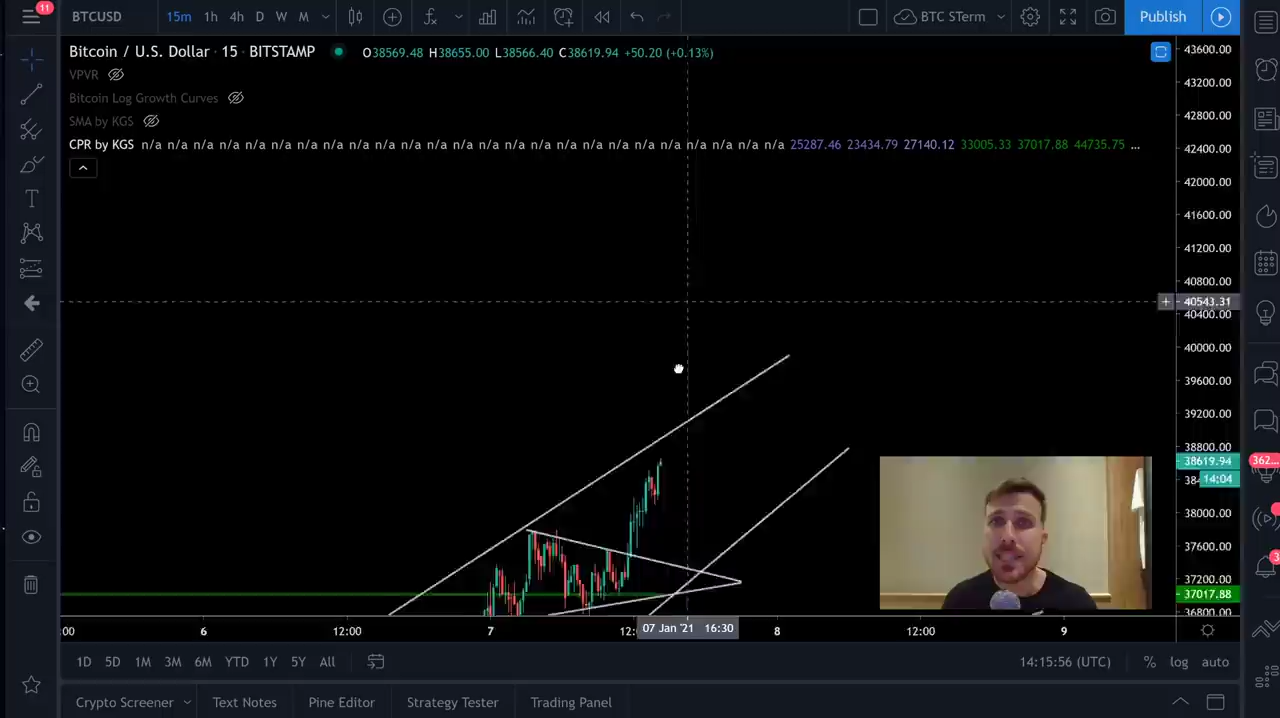 11
BTCUSD
15m 1h 4h D W M
BTC STerm
Publish
Bitcoin / U.S. Dollar · 15 · BITSTAMP
O38569.48 H38655.00 L38566.40 C38619.94 +50.20 (+0.13%)
VPVR
Bitcoin Log Growth Curves
SMA by KGS
CPR by KGS n/a n/a n/a n/a n/a n/a n/a n/a n/a n/a n/a n/a n/a n/a n/a n/a n/a n/a n/a n/a n/a n/a n/a n/a n/a 25287.46 23434.79 27140.12 33005.33 37017.88 44735.75 ...
43600.00
43200.00
42800.00
42400.00
42000.00
41600.00
41200.00
40800.00
40543.31
40400.00
40000.00
39600.00
39200.00
38800.00
38619.94
14:04
38000.00
37600.00
37200.00
37017.88
36800.00
362...
3
:00 6 12:00 7 12: 07 Jan '21 16:30 8 12:00 9
1D 5D 1M 3M 6M YTD 1Y 5Y All
14:15:56 (UTC) % log auto
Crypto Screener Text Notes Pine Editor Strategy Tester Trading Panel